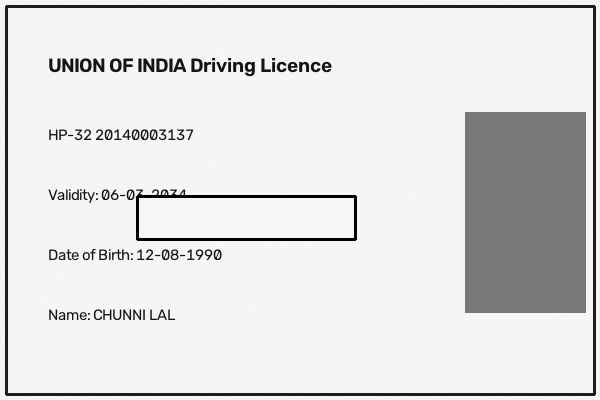 UNION OF INDIA Driving Licence
HP-32 20140003137
Validity:
Date of Birth: 12-08-1990
Name: CHUNNI LAL